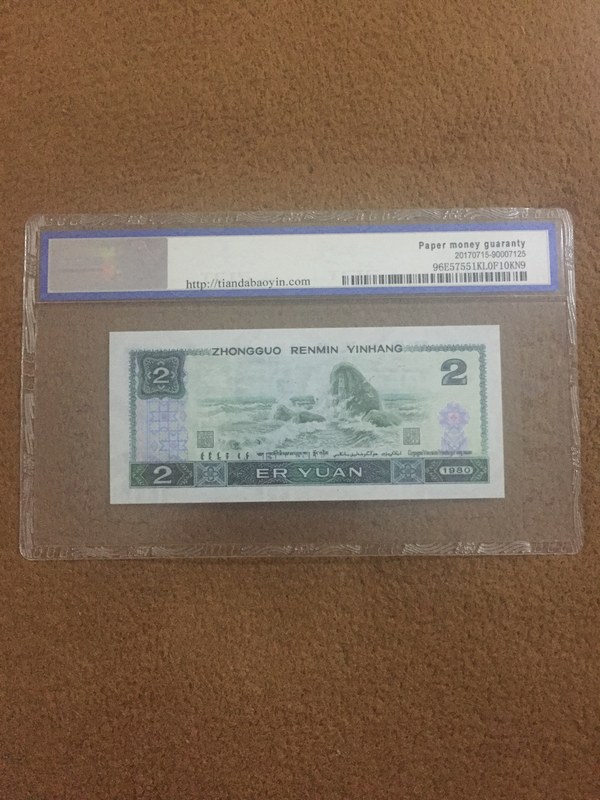 Paper money guaranty
20170715-90007125
96E57551KL0F10KN9
http://tiandabaoyin.com
ZHONGGUO RENMIN YINHANG
2
2
2
ER YUAN
1980